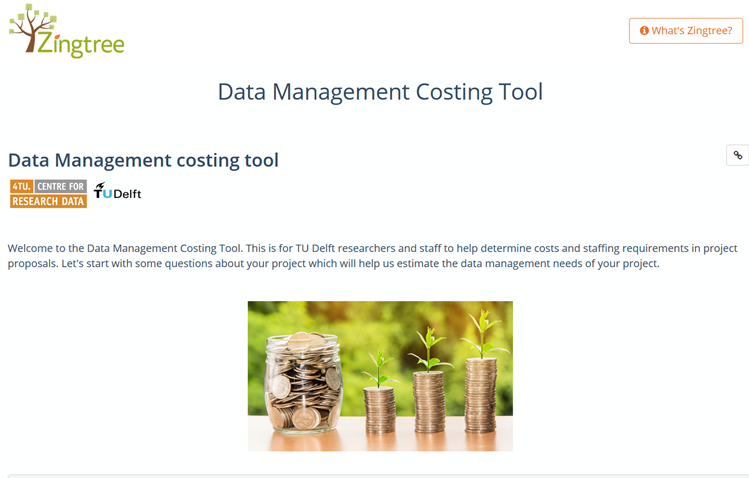 Zingtree
What's Zingtree?
Data Management Costing Tool
Data Management costing tool
4TU. CENTRE FOR
RESEARCH DATA
TU Delft
Welcome to the Data Management Costing Tool. This is for TU Delft researchers and staff to help determine costs and staffing requirements in project
proposals. Let's start with some questions about your project which will help us estimate the data management needs of your project.